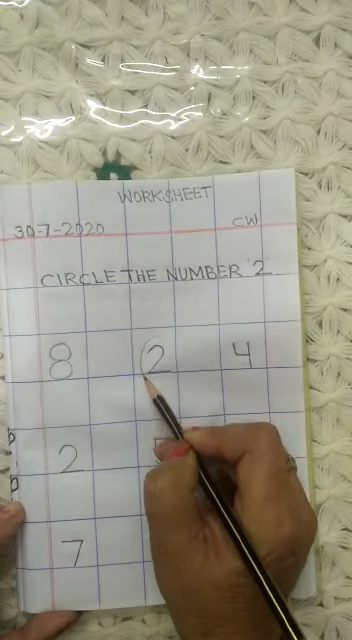 WORKSHEET
30-7-2020 CW
CIRCLE THE NUMBER '2'
8 2 4
2
7